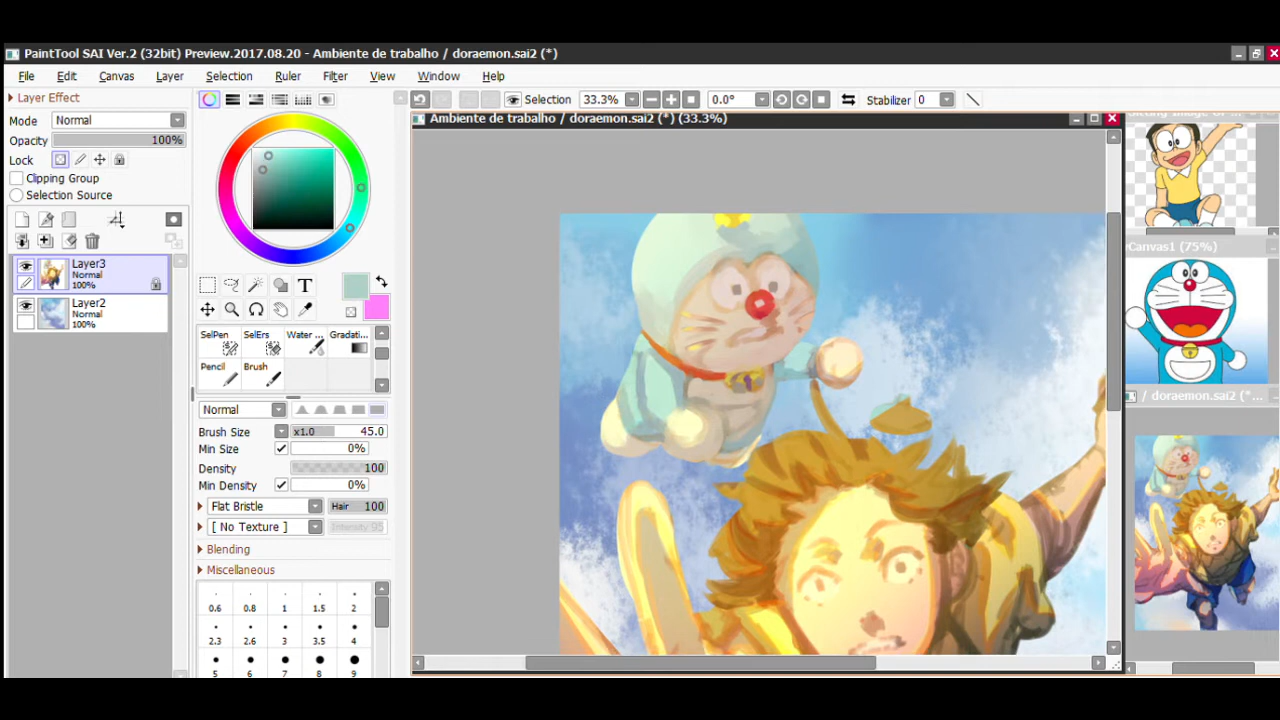 PaintTool SAI Ver.2 (32bit) Preview.2017.08.20 - Ambiente de trabalho / doraemon.sai2 (*)
File Edit Canvas Layer Selection Ruler Filter View Window Help
Layer Effect
Mode Normal
Opacity 100%
Lock
Clipping Group
Selection Source
Layer3
Normal
100%
Layer2
Normal
100%
T
SelPen SelErs Water ... Gradati...
Pencil Brush
Normal
Brush Size x1.0 45.0
Min Size 0%
Density 100
Min Density 0%
Flat Bristle Hair 100
[ No Texture ] Intensity 95
Blending
Miscellaneous
0.6 0.8 1 1.5 2
2.3 2.6 3 3.5 4
5 6 7 8 9
Selection 33.3% 0.0° Stabilizer 0
Ambiente de trabalho / doraemon.sai2 (*) (33.3%)
Canvas1 (75%)
/ doraemon.sai2 (*...